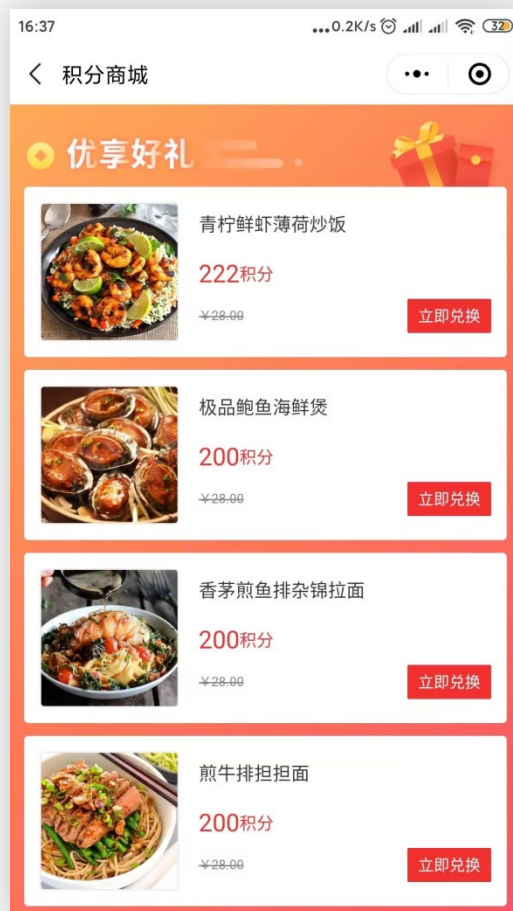 16:37
...0.2K/s
32
积分商城
优享好礼
青柠鲜虾薄荷炒饭
222积分
¥28.00
立即兑换
极品鲍鱼海鲜煲
200积分
¥28.00
立即兑换
香茅煎鱼排杂锦拉面
200积分
¥28.00
立即兑换
煎牛排担担面
200积分
¥28.00
立即兑换